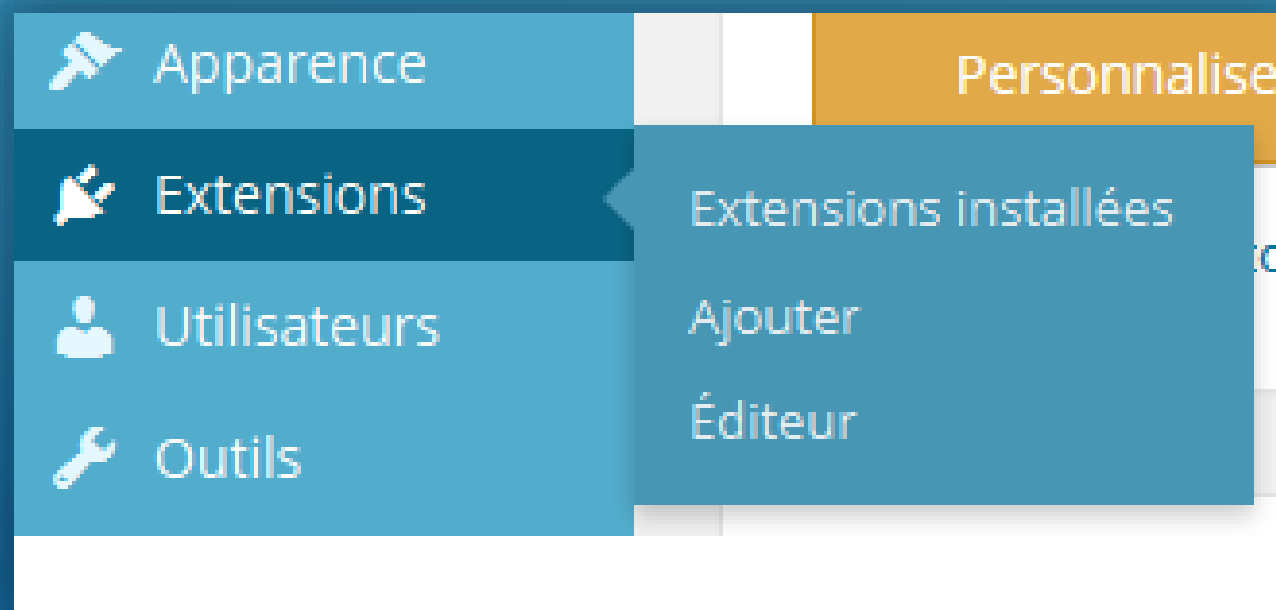 Apparence
Extensions
Utilisateurs
Outils
Personnalise
Extensions installées
Ajouter
Éditeur